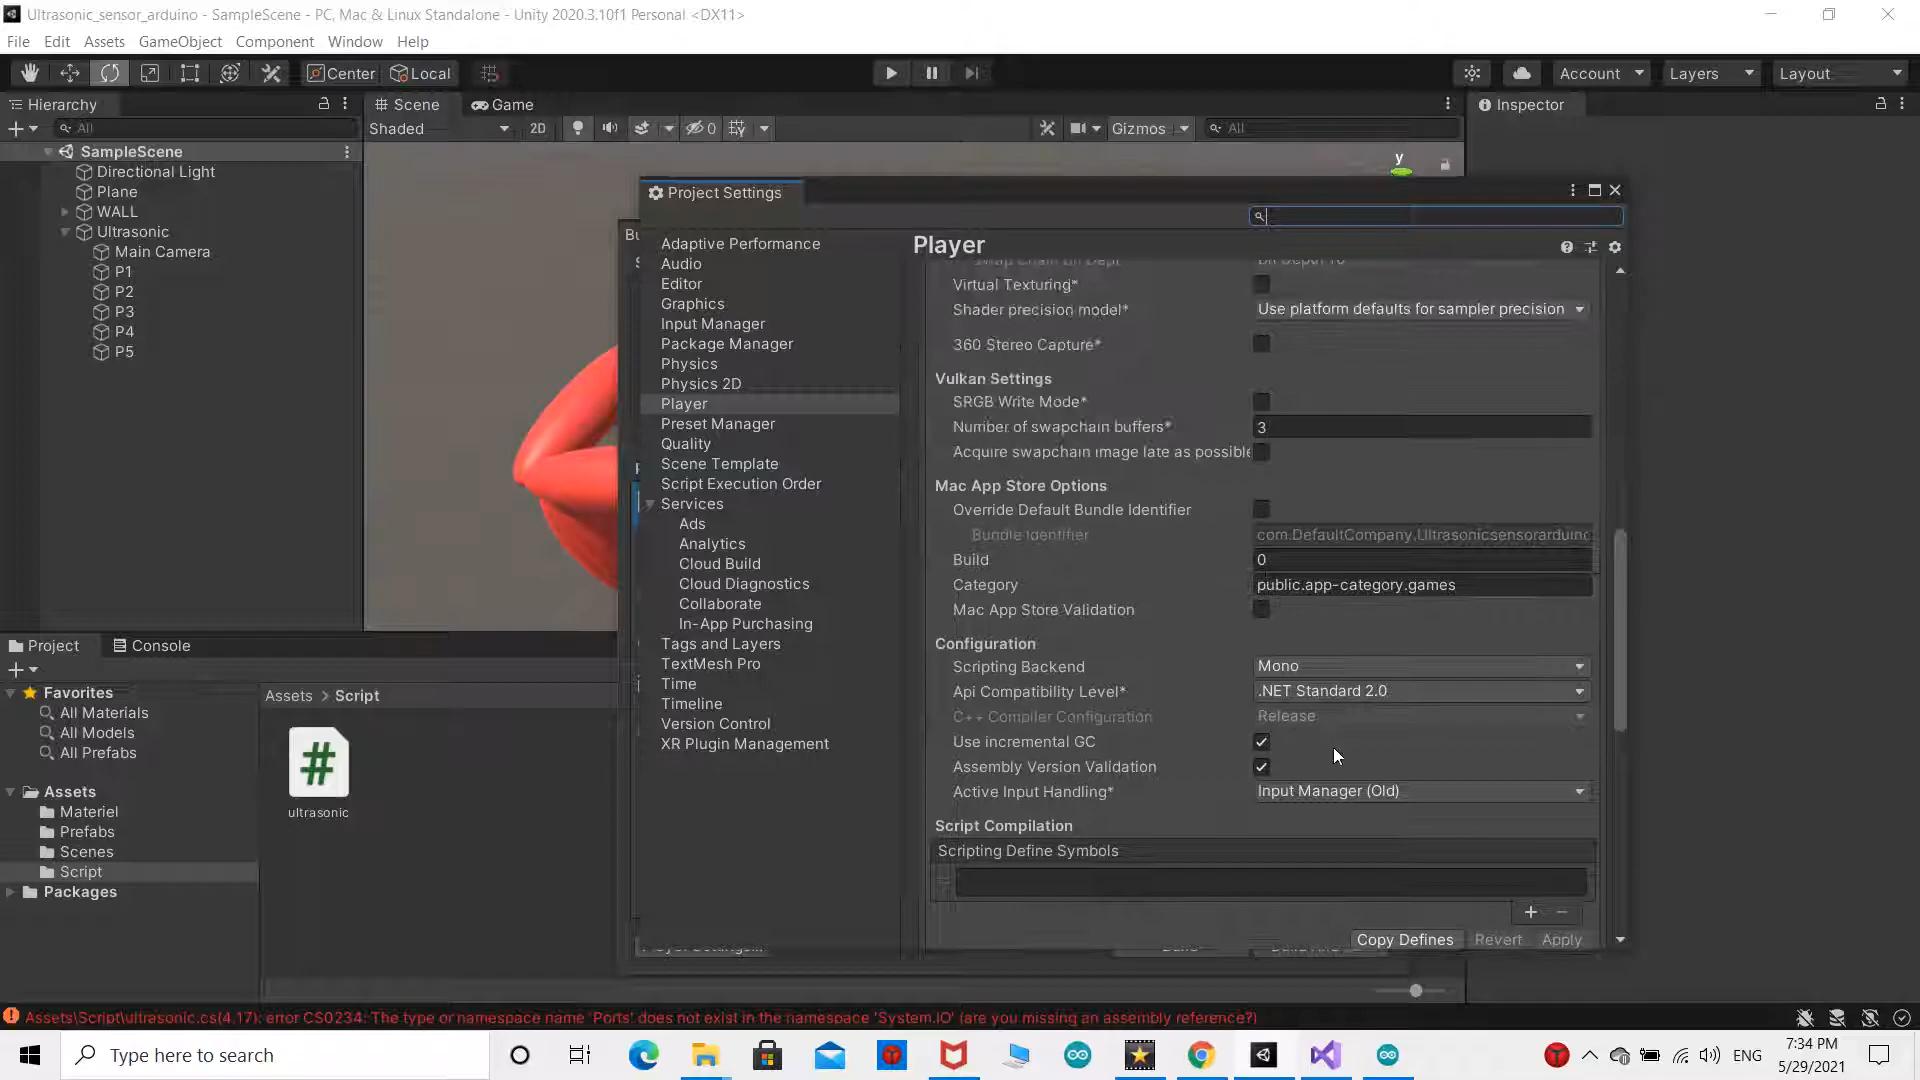 Ultrasonic_sensor_arduino - SampleScene - PC, Mac & Linux Standalone - Unity 2020.3.10f1 Personal <DX11>
File Edit Assets GameObject Component Window Help
Center Local Account Layers Layout
Hierarchy Scene Game Inspector
All Shaded 2D 0 Gizmos All
SampleScene
Directional Light
Plane
WALL
Ultrasonic
Main Camera
P1
P2
P3
P4
P5
y
Project Settings
Adaptive Performance
Audio
Editor
Graphics
Input Manager
Package Manager
Physics
Physics 2D
Player
Preset Manager
Quality
Scene Template
Script Execution Order
Services
Ads
Analytics
Cloud Build
Cloud Diagnostics
Collaborate
In-App Purchasing
Tags and Layers
TextMesh Pro
Time
Timeline
Version Control
XR Plugin Management
Player
Virtual Texturing*
Shader precision model* Use platform defaults for sampler precision
360 Stereo Capture*
Vulkan Settings
SRGB Write Mode*
Number of swapchain buffers* 3
Acquire swapchain image late as possible
Mac App Store Options
Override Default Bundle Identifier
Bundle Identifier com.DefaultCompany.Ultrasonicsensorarduino
Build 0
Category public.app-category.games
Mac App Store Validation
Configuration
Scripting Backend Mono
Api Compatibility Level* .NET Standard 2.0
C++ Compiler Configuration Release
Use incremental GC
Assembly Version Validation
Active Input Handling* Input Manager (Old)
Script Compilation
Scripting Define Symbols
Copy Defines Revert Apply
Project Console
Favorites
All Materials
All Models
All Prefabs
Assets
Materiel
Prefabs
Scenes
Script
Packages
Assets > Script
#
ultrasonic
Assets\Script\ultrasonic.cs(4,17): error CS0234: The type or namespace name 'Ports' does not exist in the namespace 'System.IO' (are you missing an assembly reference?)
Type here to search
ENG
7:34 PM
5/29/2021